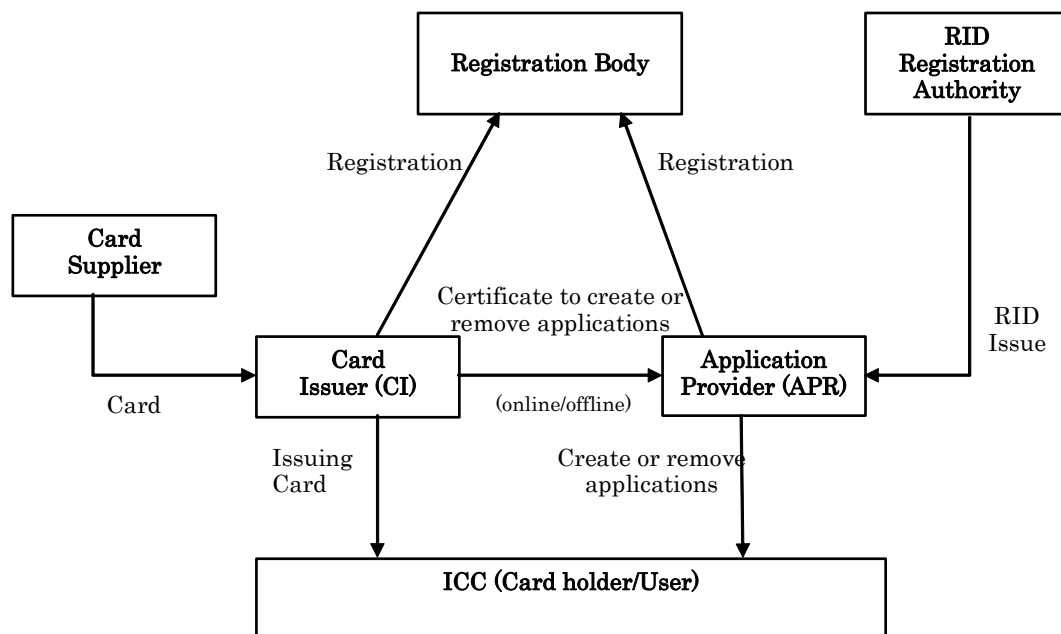 Registration Body
RID
Registration
Authority
Registration
Registration
Card
Supplier
Certificate to create or
remove applications
RID
Issue
Card
Issuer (CI)
Application
Provider (APR)
Card
(online/offline)
Issuing
Card
Create or remove
applications
ICC (Card holder/User)